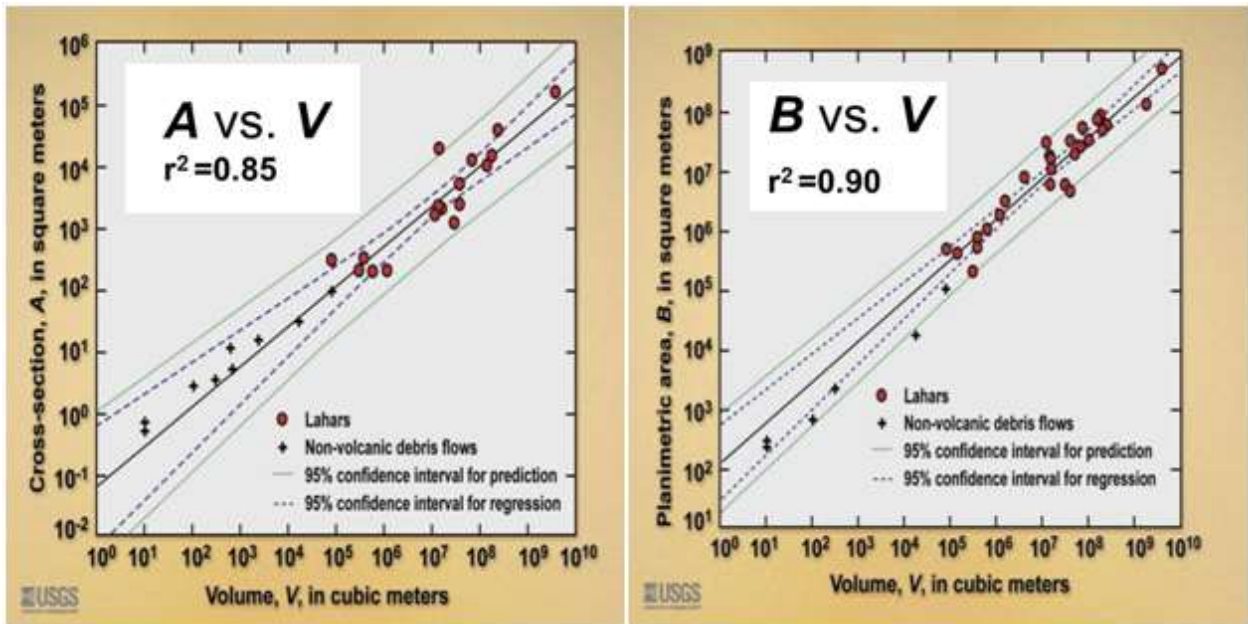 A vs. V
r² =0.85
Cross-section, A, in square meters
10⁶
10⁵
10⁴
10³
10²
10¹
10⁰
10⁻¹
10⁻²
Lahars
Non-volcanic debris flows
95% confidence interval for prediction
95% confidence interval for regression
10⁰ 10¹ 10² 10³ 10⁴ 10⁵ 10⁶ 10⁷ 10⁸ 10⁹ 10¹⁰
Volume, V, in cubic meters
USGS
B vs. V
r² =0.90
Planimetric area, B, in square meters
10⁹
10⁸
10⁷
10⁶
10⁵
10⁴
10³
10²
10¹
Lahars
Non-volcanic debris flows
95% confidence interval for prediction
95% confidence interval for regression
10⁰ 10¹ 10² 10³ 10⁴ 10⁵ 10⁶ 10⁷ 10⁸ 10⁹ 10¹⁰
Volume, V, in cubic meters
USGS